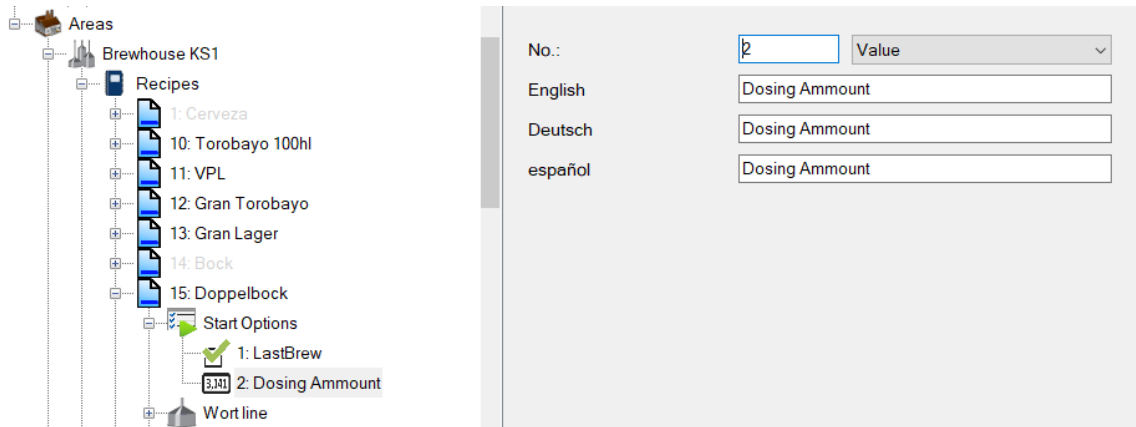 Areas
Brewhouse KS1
Recipes
1: Cerveza
10: Torobayo 100hl
11: VPL
12: Gran Torobayo
13: Gran Lager
14: Bock
15: Doppelbock
Start Options
1: LastBrew
3,141 2: Dosing Ammount
Wort line
No.: 2 Value
English Dosing Ammount
Deutsch Dosing Ammount
español Dosing Ammount